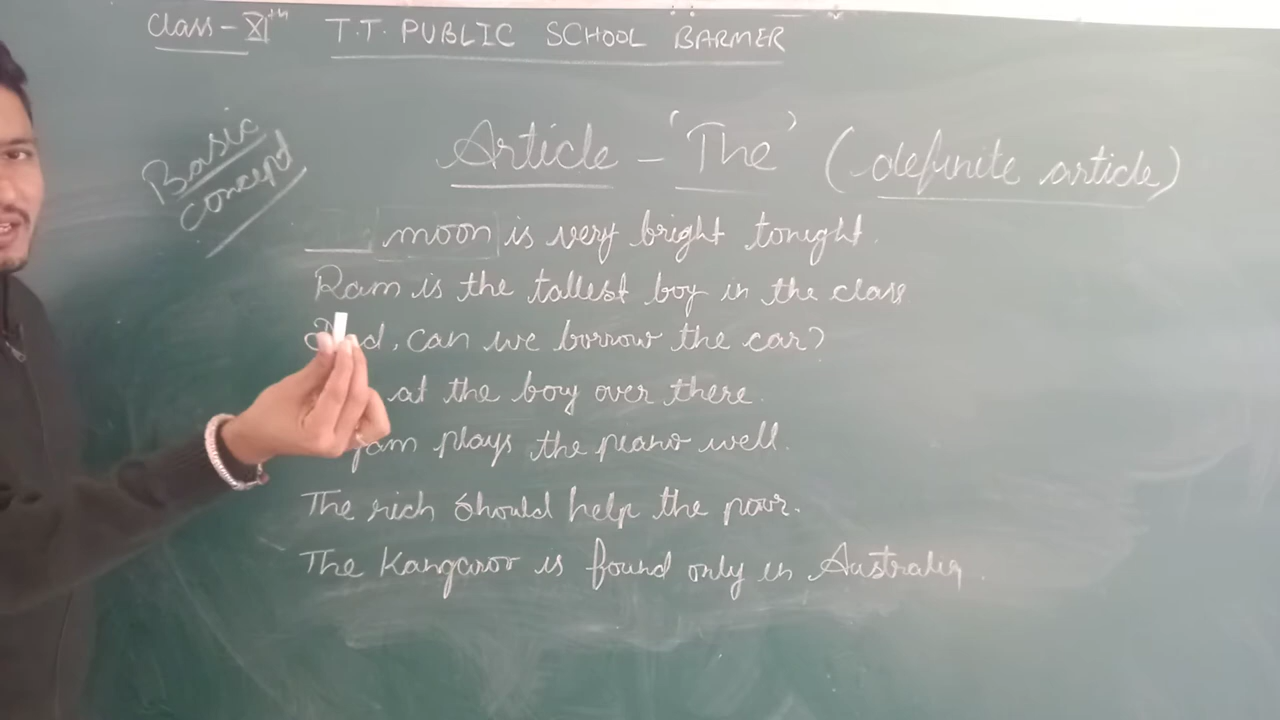 Class - XIth T.T. PUBLIC SCHOOL BARMER
Basic concept
Article - 'The' (definite article)
___ moon is very bright tonight.
Ram is the tallest boy in the class
Dad, can we borrow the car?
at the boy over there.
plays the piano well.
The rich should help the poor.
The Kangaroo is found only in Australia.